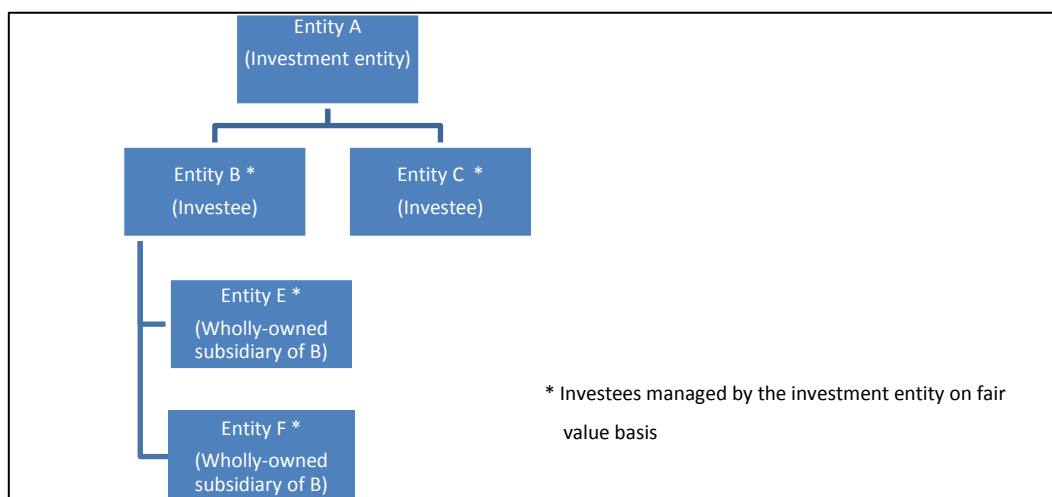 Entity A
(Investment entity)
Entity B *
(Investee)
Entity C  *
(Investee)
Entity E *
(Wholly-owned
subsidiary of B)
* Investees managed by the investment entity on fair
value basis
Entity F *
(Wholly-owned
subsidiary of B)